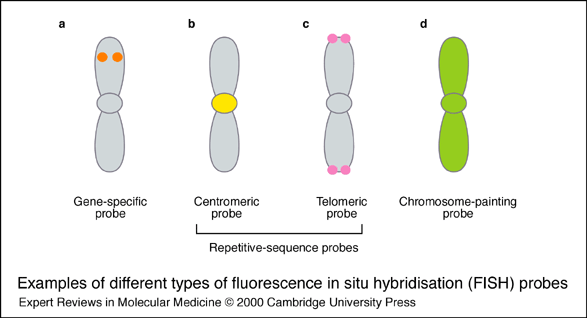 a b c d
Gene-specific probe
Centromeric probe
Telomeric probe
Chromosome-painting probe
Repetitive-sequence probes
Examples of different types of fluorescence in situ hybridisation (FISH) probes
Expert Reviews in Molecular Medicine © 2000 Cambridge University Press